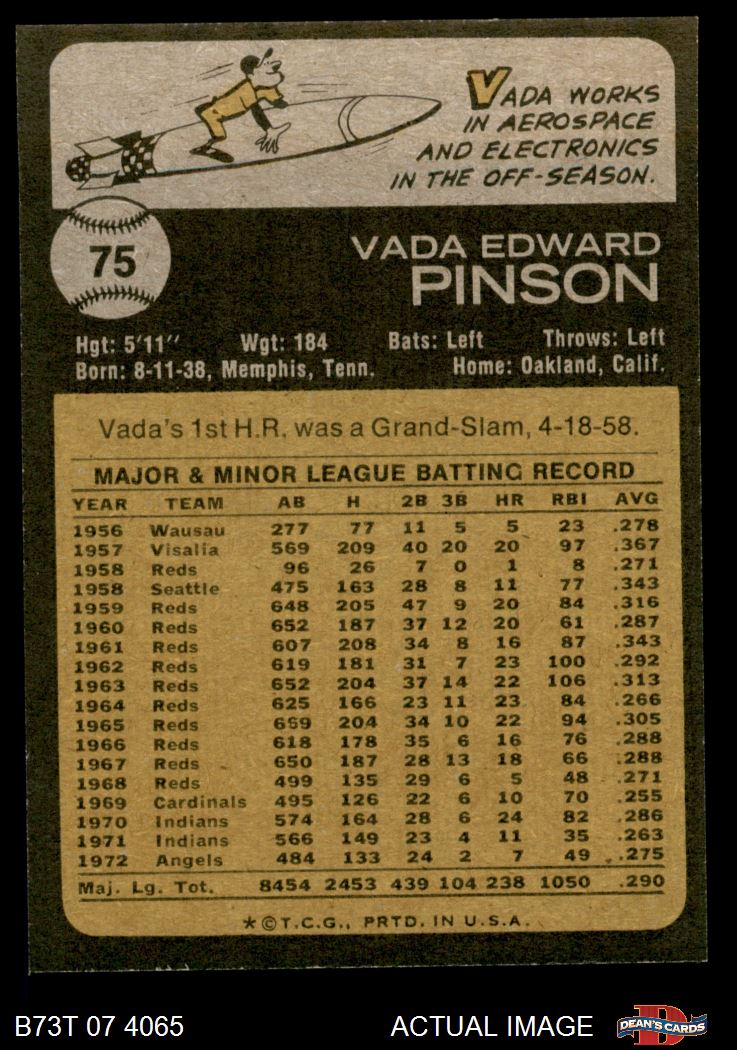 VADA WORKS
IN AEROSPACE
AND ELECTRONICS
IN THE OFF-SEASON.
75
VADA EDWARD
PINSON
Hgt: 5'11" Wgt: 184 Bats: Left Throws: Left
Born: 8-11-38, Memphis, Tenn. Home: Oakland, Calif.
Vada's 1st H.R. was a Grand-Slam, 4-18-58.
MAJOR & MINOR LEAGUE BATTING RECORD
YEAR TEAM AB H 2B 3B HR RBI AVG
1956 Wausau 277 77 11 5 5 23 .278
1957 Visalia 569 209 40 20 20 97 .367
1958 Reds 96 26 7 0 1 8 .271
1958 Seattle 475 163 28 8 11 77 .343
1959 Reds 648 205 47 9 20 84 .316
1960 Reds 652 187 37 12 20 61 .287
1961 Reds 607 208 34 8 16 87 .343
1962 Reds 619 181 31 7 23 100 .292
1963 Reds 652 204 37 14 22 106 .313
1964 Reds 625 166 23 11 23 84 .266
1965 Reds 669 204 34 10 22 94 .305
1966 Reds 618 178 35 6 16 76 .288
1967 Reds 650 187 28 13 18 66 .288
1968 Reds 499 135 29 6 5 48 .271
1969 Cardinals 495 126 22 6 10 70 .255
1970 Indians 574 164 28 6 24 82 .286
1971 Indians 566 149 23 4 11 35 .263
1972 Angels 484 133 24 2 7 49 .275
Maj. Lg. Tot. 8454 2453 439 104 238 1050 .290
*©T.C.G., PRTD. IN U.S.A.
B73T 07 4065 ACTUAL IMAGE D DEAN'S CARDS